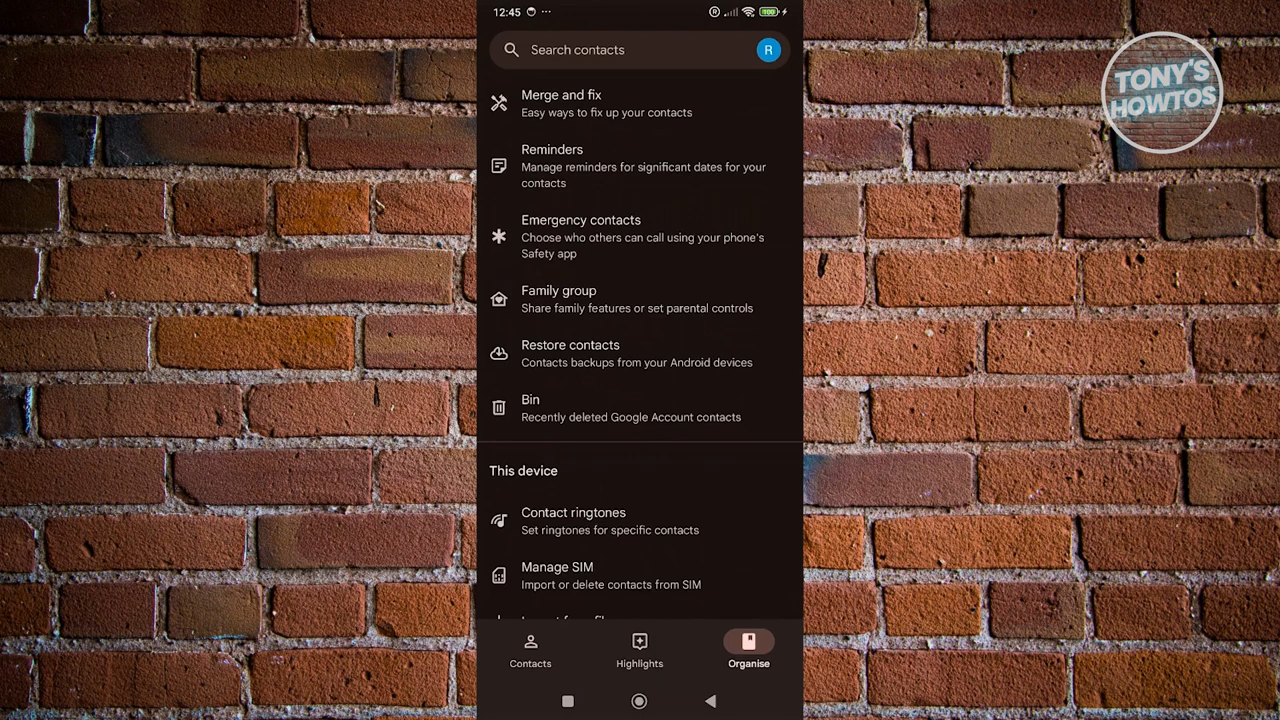 12:45
100
Search contacts
R
TONY'S
HOWTOS
Merge and fix
Easy ways to fix up your contacts
Reminders
Manage reminders for significant dates for your
contacts
Emergency contacts
Choose who others can call using your phone's
Safety app
Family group
Share family features or set parental controls
Restore contacts
Contacts backups from your Android devices
Bin
Recently deleted Google Account contacts
This device
Contact ringtones
Set ringtones for specific contacts
Manage SIM
Import or delete contacts from SIM
Contacts
Highlights
Organise